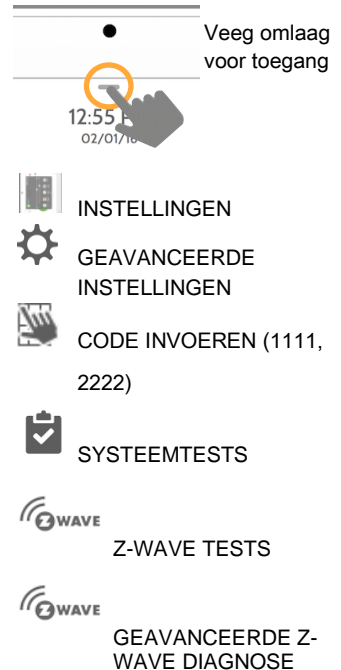 Veeg omlaag
voor toegang
12:55
02/01/18
INSTELLINGEN
GEAVANCEERDE
INSTELLINGEN
CODE INVOEREN (1111,
2222)
SYSTEEMTESTS
Z WAVE
Z-WAVE TESTS
Z WAVE
GEAVANCEERDE Z-
WAVE DIAGNOSE